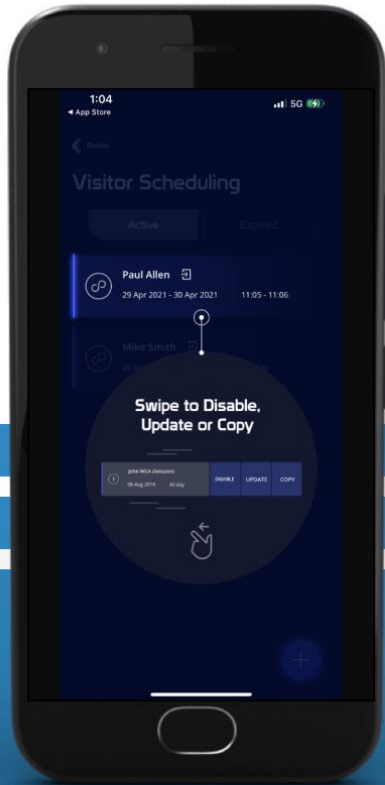 1:04
5G
◀ App Store
Profile
Visitor Scheduling
Active Expired
Paul Allen
29 Apr 2021 - 30 Apr 2021 11:05 - 11:06
Mike Smith
Swipe to Disable,
Update or Copy
06 Aug 2019 All day
DISABLE UPDATE COPY